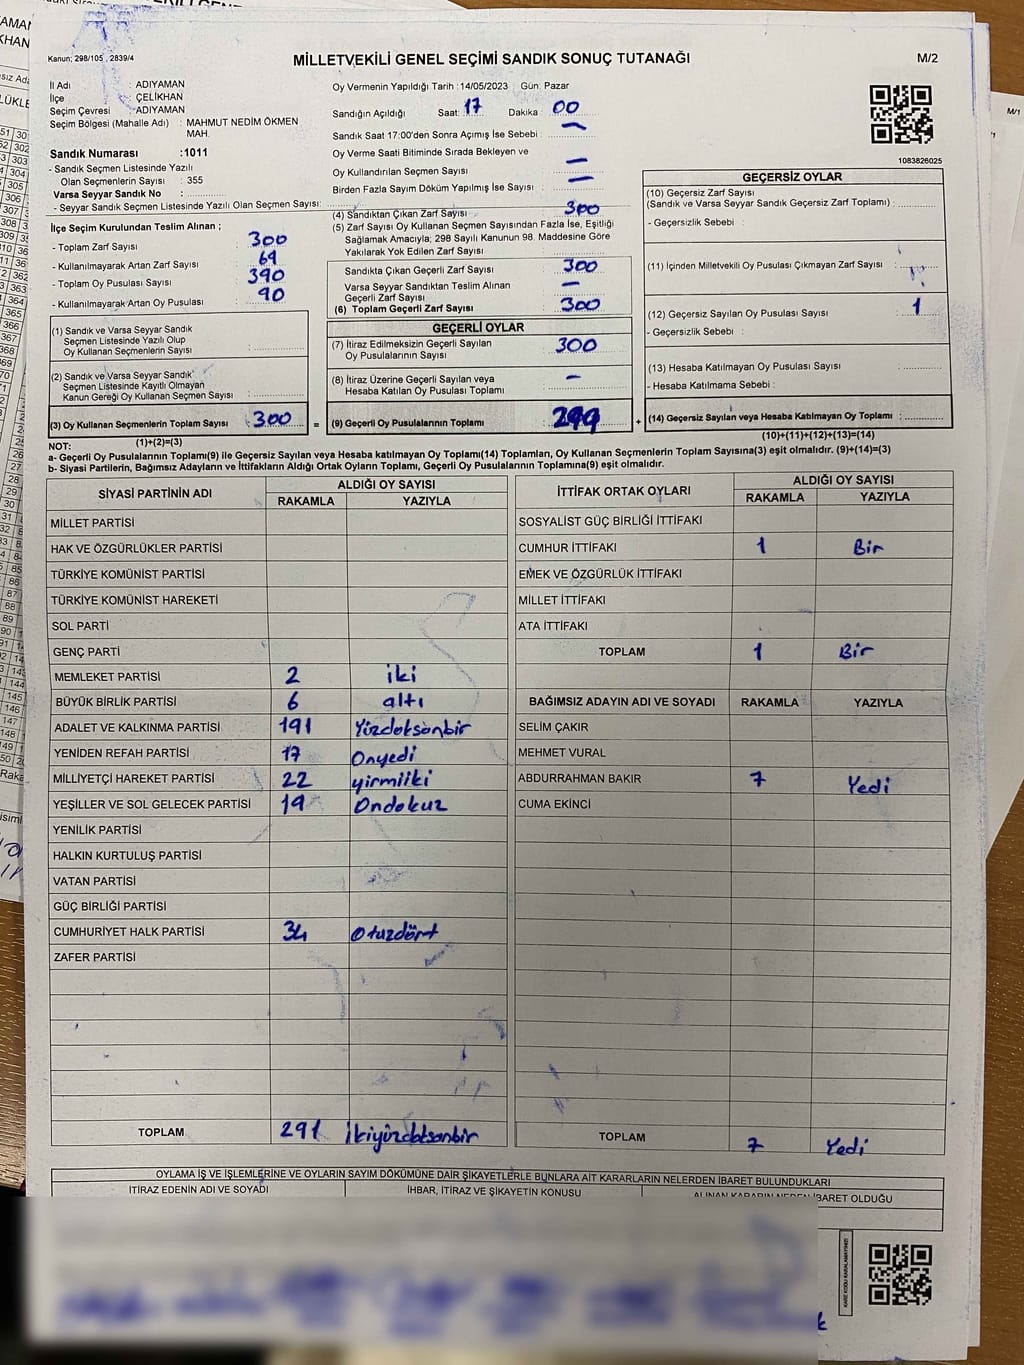 Kanun; 298/105 , 2839/4
MİLLETVEKİLİ GENEL SEÇİMİ SANDIK SONUÇ TUTANAĞI
M/2
İl Adı : ADIYAMAN
İlçe : ÇELİKHAN
Seçim Çevresi : ADIYAMAN
Seçim Bölgesi (Mahalle Adı) : MAHMUT NEDİM ÖKMEN
MAH.
Sandık Numarası :1011
- Sandık Seçmen Listesinde Yazılı
Olan Seçmenlerin Sayısı : 355
Varsa Seyyar Sandık No :
- Seyyar Sandık Seçmen Listesinde Yazılı Olan Seçmen Sayısı:
Oy Vermenin Yapıldığı Tarih :14/05/2023 Gün: Pazar
Sandığın Açıldığı Saat: 17 Dakika : 00
Sandık Saat 17:00'den Sonra Açımış İse Sebebi : —
Oy Verme Saati Bitiminde Sırada Bekleyen ve
Oy Kullandırılan Seçmen Sayısı : —
Birden Fazla Sayım Döküm Yapılmış İse Sayısı : —
1083826025
İlçe Seçim Kurulundan Teslim Alınan ;
- Toplam Zarf Sayısı : 300
- Kullanılmayarak Artan Zarf Sayısı : 69
- Toplam Oy Pusulası Sayısı : 390
- Kullanılmayarak Artan Oy Pusulası : 90
(1) Sandık ve Varsa Seyyar Sandık
Seçmen Listesinde Yazılı Olup
Oy Kullanan Seçmenlerin Sayısı :
(2) Sandık ve Varsa Seyyar Sandık
Seçmen Listesinde Kayıtlı Olmayan
Kanun Gereği Oy Kullanan Seçmen Sayısı :
(3) Oy Kullanan Seçmenlerin Toplam Sayısı : 300
(4) Sandıktan Çıkan Zarf Sayısı : 300
(5) Zarf Sayısı Oy Kullanan Seçmen Sayısından Fazla İse, Eşitliği
Sağlamak Amacıyla; 298 Sayılı Kanunun 98. Maddesine Göre
Yakılarak Yok Edilen Zarf Sayısı :
Sandıkta Çıkan Geçerli Zarf Sayısı : 300
Varsa Seyyar Sandıktan Teslim Alınan
Geçerli Zarf Sayısı : —
(6) Toplam Geçerli Zarf Sayısı : 300
GEÇERLİ OYLAR
(7) İtiraz Edilmeksizin Geçerli Sayılan
Oy Pusulalarının Sayısı : 300
(8) İtiraz Üzerine Geçerli Sayılan veya
Hesaba Katılan Oy Pusulası Toplamı : —
= (9) Geçerli Oy Pusulalarının Toplamı : 299 +
GEÇERSİZ OYLAR
(10) Geçersiz Zarf Sayısı
(Sandık ve Varsa Seyyar Sandık Geçersiz Zarf Toplamı) :
- Geçersizlik Sebebi :
(11) İçinden Milletvekili Oy Pusulası Çıkmayan Zarf Sayısı :
(12) Geçersiz Sayılan Oy Pusulası Sayısı : 1
- Geçersizlik Sebebi :
(13) Hesaba Katılmayan Oy Pusulası Sayısı :
- Hesaba Katılmama Sebebi :
(14) Geçersiz Sayılan veya Hesaba Katılmayan Oy Toplamı :
NOT: (1)+(2)=(3)
(10)+(11)+(12)+(13)=(14)
a- Geçerli Oy Pusulalarının Toplamı(9) ile Geçersiz Sayılan veya Hesaba katılmayan Oy Toplamı(14) Toplamları, Oy Kullanan Seçmenlerin Toplam Sayısına(3) eşit olmalıdır. (9)+(14)=(3)
b- Siyasi Partilerin, Bağımsız Adayların ve İttifakların Aldığı Ortak Oyların Toplamı, Geçerli Oy Pusulalarının Toplamına(9) eşit olmalıdır.
SİYASİ PARTİNİN ADI ALDIĞI OY SAYISI
RAKAMLA YAZIYLA
MİLLET PARTİSİ
HAK VE ÖZGÜRLÜKLER PARTİSİ
TÜRKİYE KOMÜNİST PARTİSİ
TÜRKİYE KOMÜNİST HAREKETİ
SOL PARTİ
GENÇ PARTİ
MEMLEKET PARTİSİ 2 iki
BÜYÜK BİRLİK PARTİSİ 6 altı
ADALET VE KALKINMA PARTİSİ 191 Yüzdoksanbir
YENİDEN REFAH PARTİSİ 17 Onyedi
MİLLİYETÇİ HAREKET PARTİSİ 22 yirmiiki
YEŞİLLER VE SOL GELECEK PARTİSİ 19 Ondokuz
YENİLİK PARTİSİ
HALKIN KURTULUŞ PARTİSİ
VATAN PARTİSİ
GÜÇ BİRLİĞİ PARTİSİ
CUMHURİYET HALK PARTİSİ 34 Otuzdört
ZAFER PARTİSİ
TOPLAM 291 ikiyüzdoksanbir
İTTİFAK ORTAK OYLARI ALDIĞI OY SAYISI
RAKAMLA YAZIYLA
SOSYALİST GÜÇ BİRLİĞİ İTTİFAKI
CUMHUR İTTİFAKI 1 Bir
EMEK VE ÖZGÜRLÜK İTTİFAKI
MİLLET İTTİFAKI
ATA İTTİFAKI
TOPLAM 1 Bir
BAĞIMSIZ ADAYIN ADI VE SOYADI RAKAMLA YAZIYLA
SELİM ÇAKIR
MEHMET VURAL
ABDURRAHMAN BAKIR 7 Yedi
CUMA EKİNCİ
TOPLAM 7 Yedi
OYLAMA İŞ VE İŞLEMLERİNE VE OYLARIN SAYIM DÖKÜMÜNE DAİR ŞİKAYETLERLE BUNLARA AİT KARARLARIN NELERDEN İBARET BULUNDUKLARI
İTİRAZ EDENİN ADI VE SOYADI İHBAR, İTİRAZ VE ŞİKAYETİN KONUSU ALINAN KARARIN NEDEN İBARET OLDUĞU